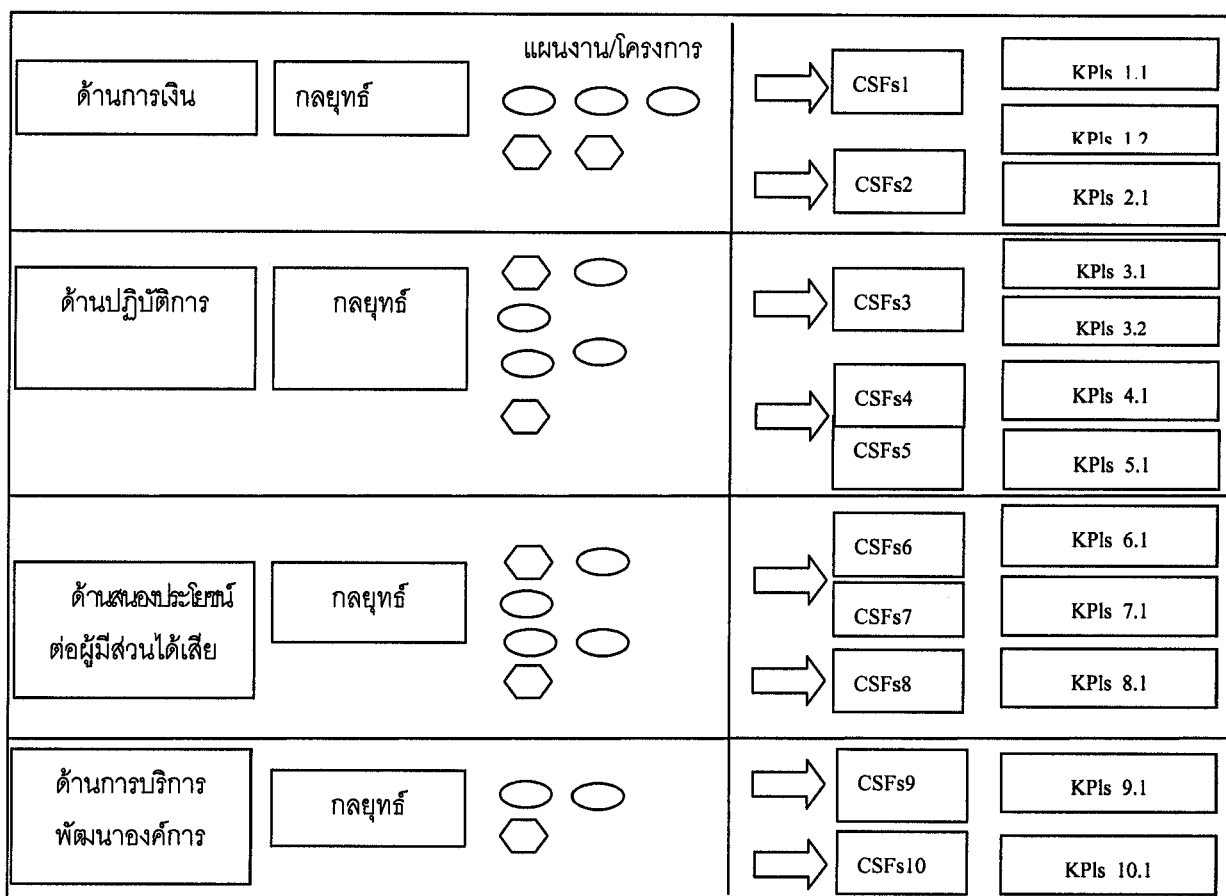 แผนงาน/โครงการ
ด้านการเงิน
กลยุทธ์
CSFs1
KPIs 1.1
KPIs 1.2
CSFs2
KPIs 2.1
ด้านปฏิบัติการ
กลยุทธ์
CSFs3
KPIs 3.1
KPIs 3.2
CSFs4
KPIs 4.1
CSFs5
KPIs 5.1
ด้านสนองประโยชน์
ต่อผู้มีส่วนได้เสีย
กลยุทธ์
CSFs6
KPIs 6.1
CSFs7
KPIs 7.1
CSFs8
KPIs 8.1
ด้านการบริการ
พัฒนาองค์การ
กลยุทธ์
CSFs9
KPIs 9.1
CSFs10
KPIs 10.1